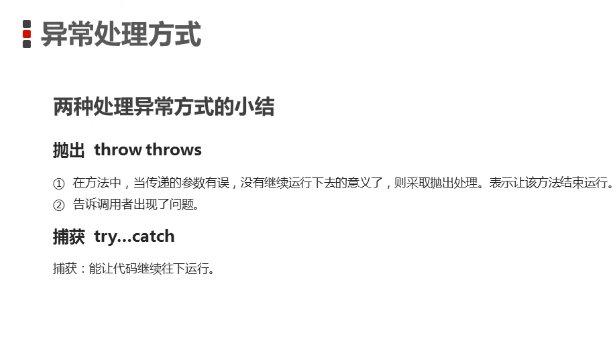 异常处理方式
两种处理异常方式的小结
抛出 throw throws
① 在方法中，当传递的参数有误，没有继续运行下去的意义了，则采取抛出处理。表示让该方法结束运行。
② 告诉调用者出现了问题。
捕获 try...catch
捕获：能让代码继续往下运行。